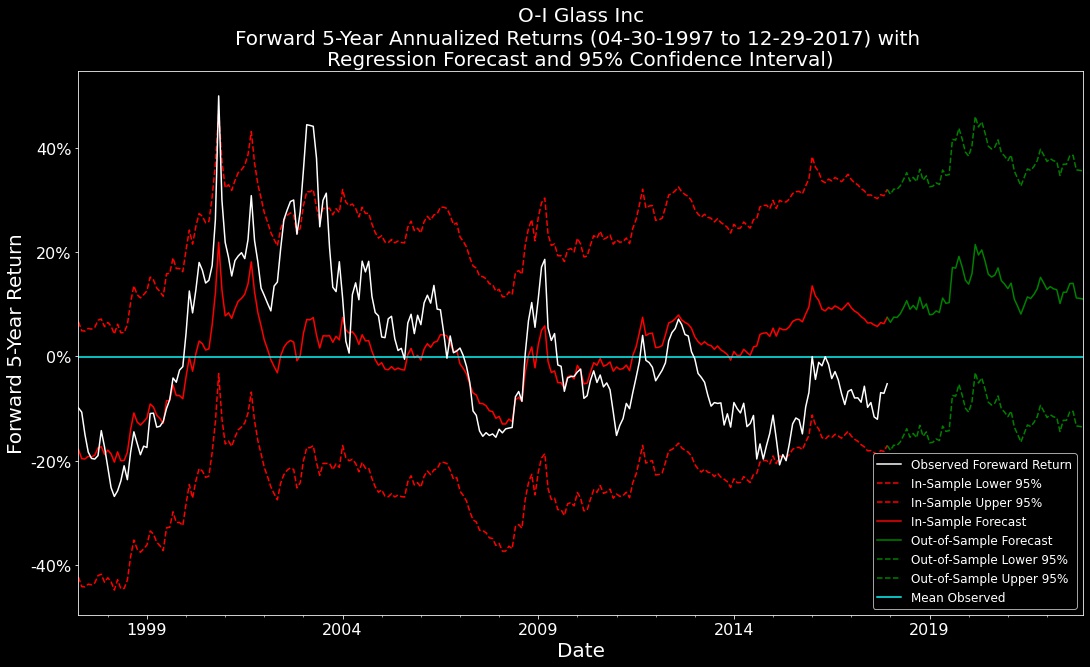 O-I Glass Inc
Forward 5-Year Annualized Returns (04-30-1997 to 12-29-2017) with
Regression Forecast and 95% Confidence Interval)
Forward 5-Year Return
40%
20%
0%
-20%
-40%
Observed Foreward Return
In-Sample Lower 95%
In-Sample Upper 95%
In-Sample Forecast
Out-of-Sample Forecast
Out-of-Sample Lower 95%
Out-of-Sample Upper 95%
Mean Observed
1999
2004
2009
2014
2019
Date